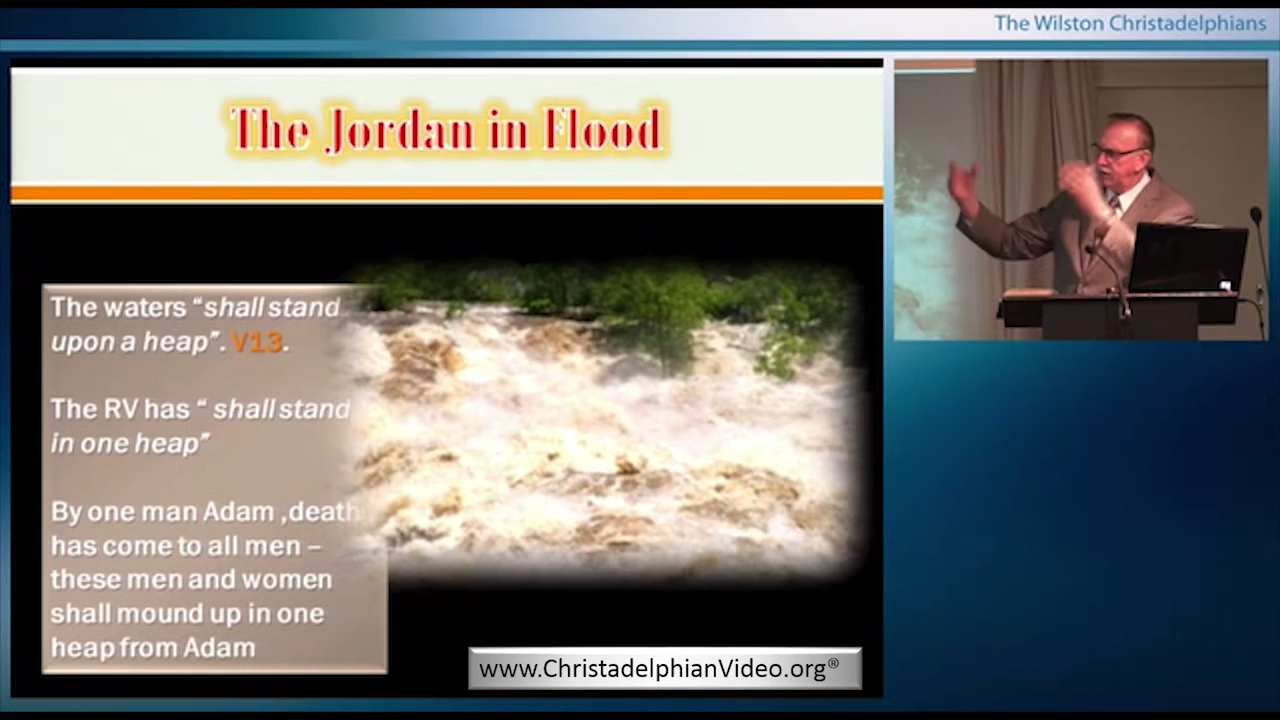 The Wilston Christadelphians
The Jordan in Flood
The waters “shall stand
upon a heap”. V13.
The RV has “ shall stand
in one heap”
By one man Adam ,death
has come to all men –
these men and women
shall mound up in one
heap from Adam
www.ChristadelphianVideo.org®